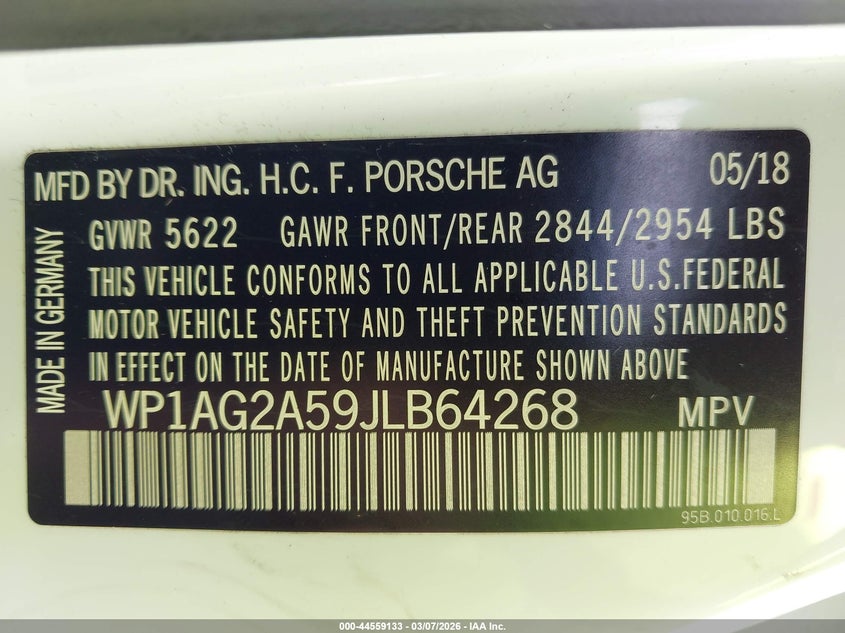 MFD BY DR. ING. H.C. F. PORSCHE AG 05/18
GVWR 5622 GAWR FRONT/REAR 2844/2954 LBS
THIS VEHICLE CONFORMS TO ALL APPLICABLE U.S.FEDERAL
MOTOR VEHICLE SAFETY AND THEFT PREVENTION STANDARDS
IN EFFECT ON THE DATE OF MANUFACTURE SHOWN ABOVE
MADE IN GERMANY
WP1AG2A59JLB64268 MPV
95B.010.016.L
000-44559133 - 03/07/2026 - IAA Inc.